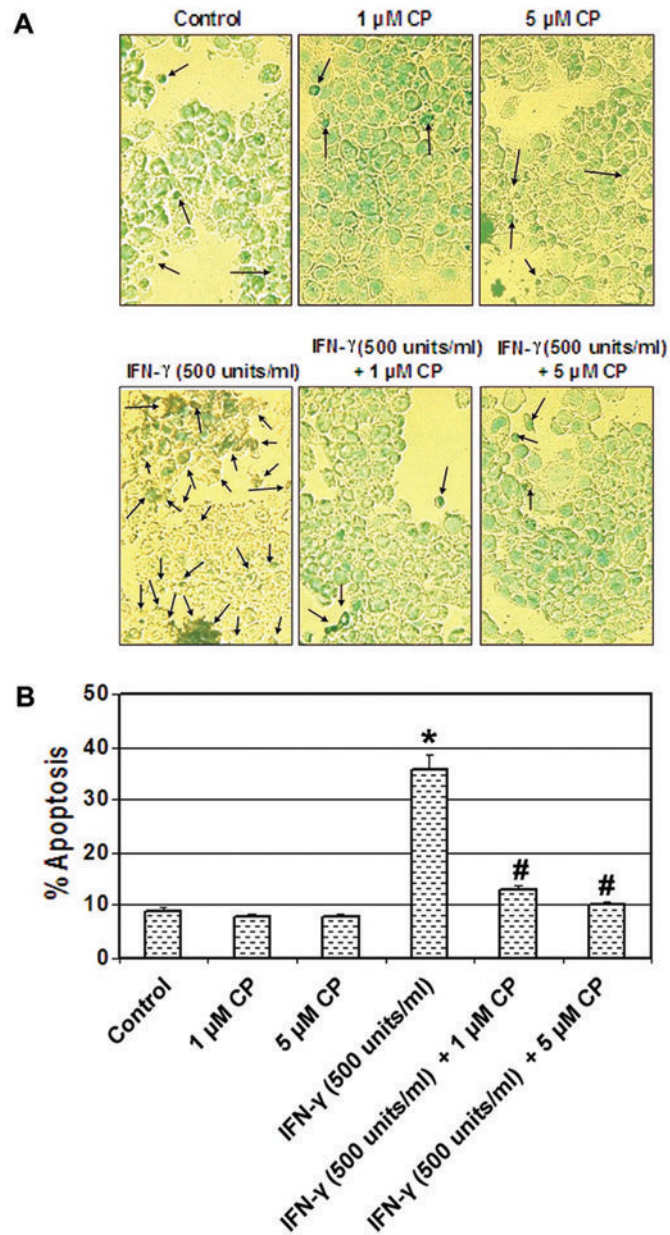 A
Control
1 µM CP
5 µM CP
IFN-γ (500 units/ml)
IFN-γ (500 units/ml)
+ 1 µM CP
IFN-γ (500 units/ml)
+ 5 µM CP
B
% Apoptosis
50
40
30
20
10
0
*
#
#
Control
1 µM CP
5 µM CP
IFN-γ (500 units/ml)
IFN-γ (500 units/ml) + 1 µM CP
IFN-γ (500 units/ml) + 5 µM CP